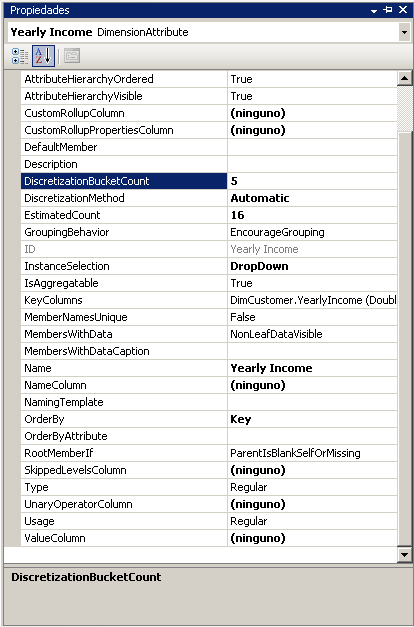 Propiedades
Yearly Income DimensionAttribute
AttributeHierarchyOrdered True
AttributeHierarchyVisible True
CustomRollupColumn (ninguno)
CustomRollupPropertiesColumn (ninguno)
DefaultMember
Description
DiscretizationBucketCount 5
DiscretizationMethod Automatic
EstimatedCount 16
GroupingBehavior EncourageGrouping
ID Yearly Income
InstanceSelection DropDown
IsAggregatable True
KeyColumns DimCustomer.YearlyIncome (Doubl
MemberNamesUnique False
MembersWithData NonLeafDataVisible
MembersWithDataCaption
Name Yearly Income
NameColumn (ninguno)
NamingTemplate
OrderBy Key
OrderByAttribute
RootMemberIf ParentIsBlankSelfOrMissing
SkippedLevelsColumn (ninguno)
Type Regular
UnaryOperatorColumn (ninguno)
Usage Regular
ValueColumn (ninguno)
DiscretizationBucketCount